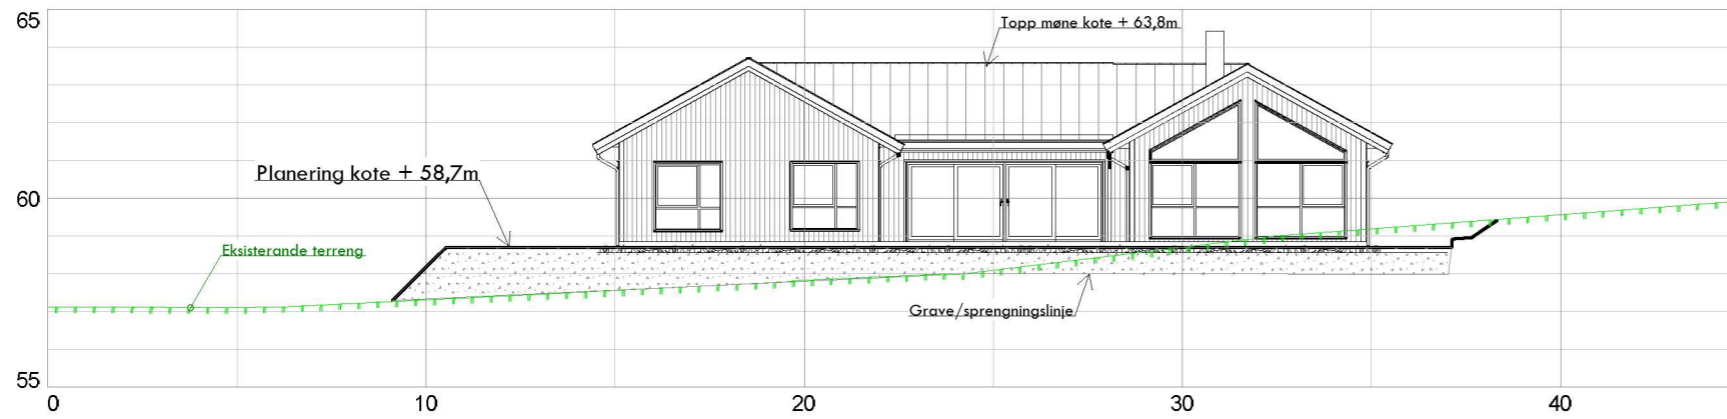 65
Topp møne kote + 63,8m
Planering kote + 58,7m
60
Eksisterande terreng
Grave/sprengningslinje
55
0 10 20 30 40